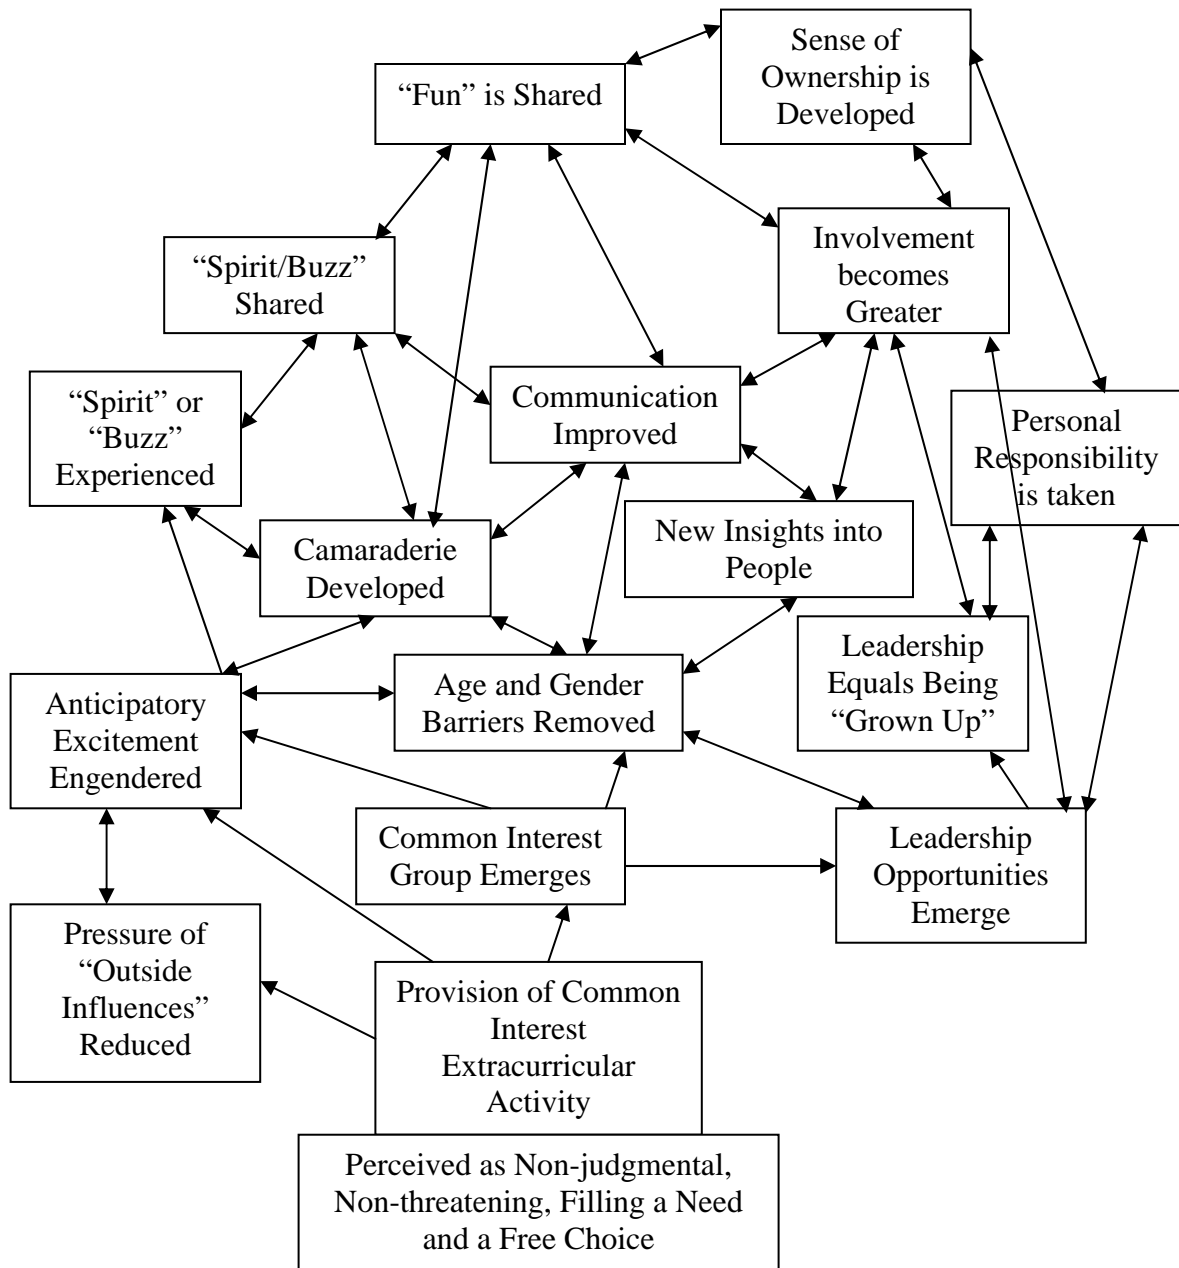 Sense of
Ownership is
Developed
“Fun” is Shared
“Spirit/Buzz”
Shared
Involvement
becomes
Greater
“Spirit” or
“Buzz”
Experienced
Communication
Improved
Personal
Responsibility
is taken
Camaraderie
Developed
New Insights into
People
Anticipatory
Excitement
Engendered
Age and Gender
Barriers Removed
Leadership
Equals Being
“Grown Up”
Common Interest
Group Emerges
Leadership
Opportunities
Emerge
Pressure of
“Outside
Influences”
Reduced
Provision of Common
Interest
Extracurricular
Activity
Perceived as Non-judgmental,
Non-threatening, Filling a Need
and a Free Choice